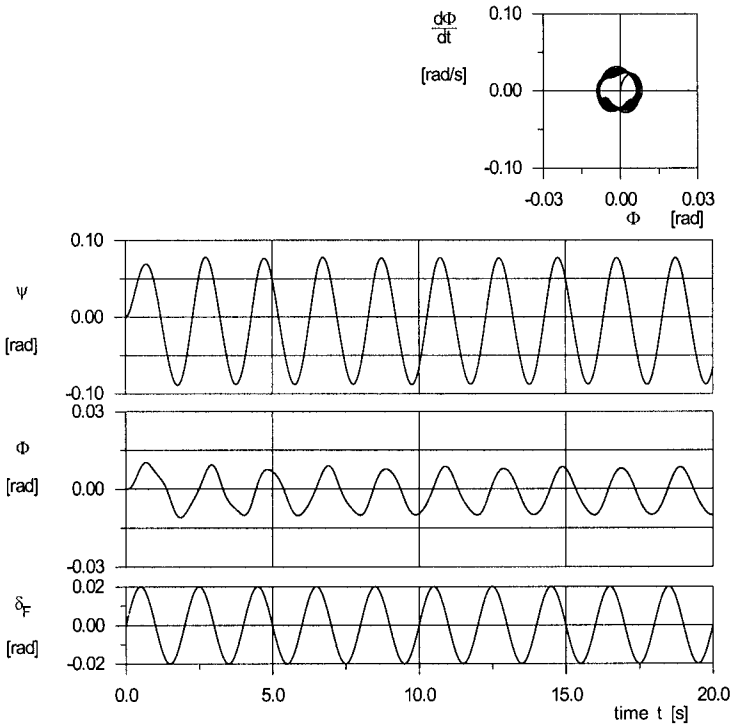 0.10
dΦ
dt
[rad/s]
0.00
-0.10
-0.03 0.00 0.03
Φ [rad]
0.10
ψ
0.00
[rad]
-0.10
0.03
Φ
0.00
[rad]
-0.03
0.02
δF
0.00
[rad]
-0.02
0.0 5.0 10.0 15.0 20.0
time t [s]